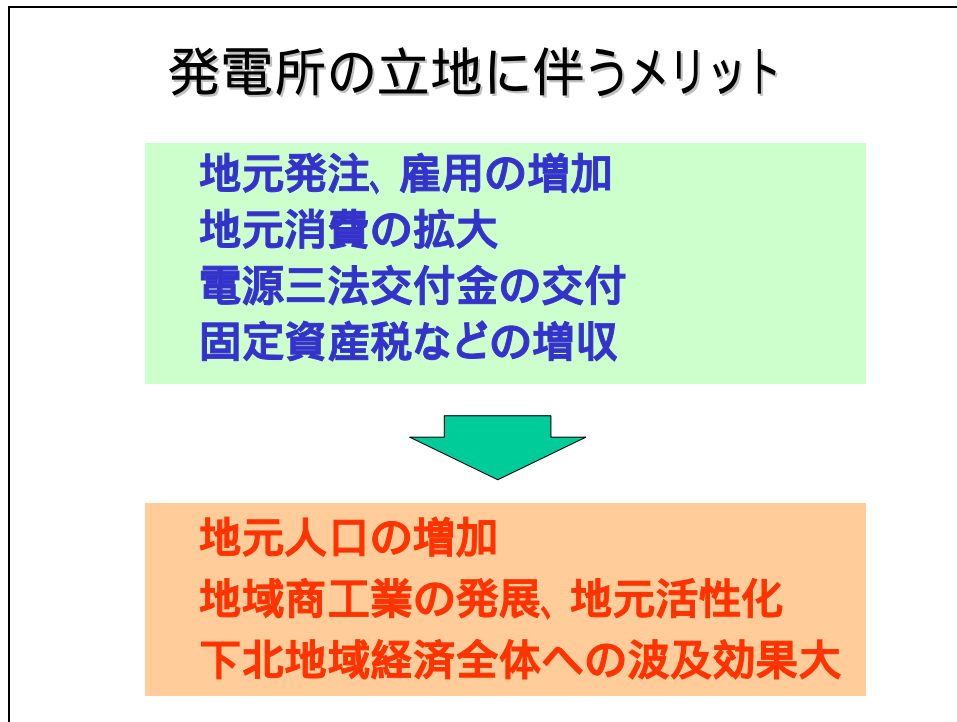 発電所の立地に伴うメリット
地元発注、雇用の増加
地元消費の拡大
電源三法交付金の交付
固定資産税などの増収
地元人口の増加
地域商工業の発展、地元活性化
下北地域経済全体への波及効果大